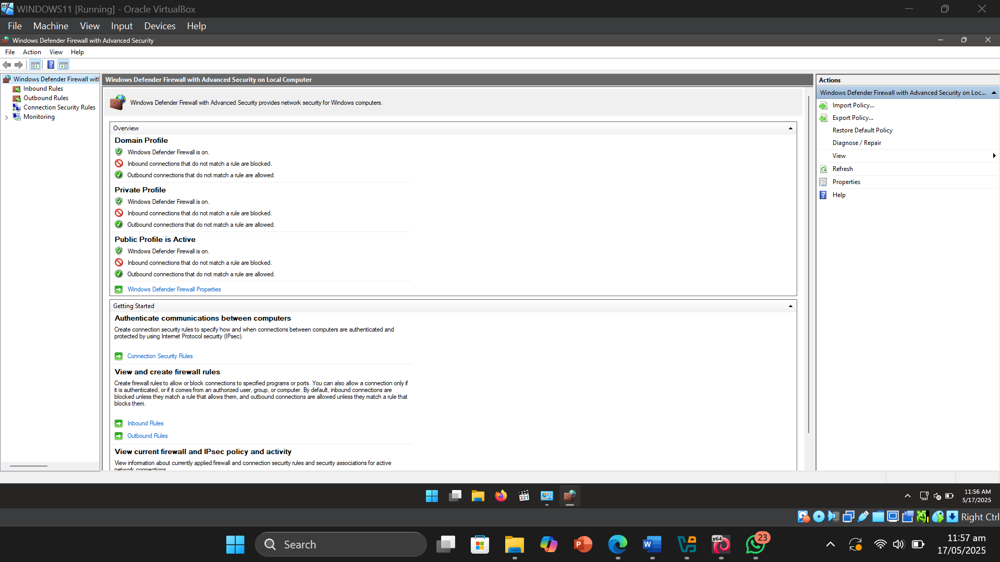 WINDOWS11 [Running] - Oracle VirtualBox
File Machine View Input Devices Help
Windows Defender Firewall with Advanced Security
File Action View Help
Windows Defender Firewall wit
Inbound Rules
Outbound Rules
Connection Security Rules
Monitoring
Windows Defender Firewall with Advanced Security on Local Computer
Windows Defender Firewall with Advanced Security provides network security for Windows computers.
Overview
Domain Profile
Windows Defender Firewall is on.
Inbound connections that do not match a rule are blocked.
Outbound connections that do not match a rule are allowed.
Private Profile
Windows Defender Firewall is on.
Inbound connections that do not match a rule are blocked.
Outbound connections that do not match a rule are allowed.
Public Profile is Active
Windows Defender Firewall is on.
Inbound connections that do not match a rule are blocked.
Outbound connections that do not match a rule are allowed.
Windows Defender Firewall Properties
Getting Started
Authenticate communications between computers
Create connection security rules to specify how and when connections between computers are authenticated and
protected by using Internet Protocol security (IPsec).
Connection Security Rules
View and create firewall rules
Create firewall rules to allow or block connections to specified programs or ports. You can also allow a connection only if
it is authenticated, or if it comes from an authorized user, group, or computer. By default, inbound connections are
blocked unless they match a rule that allows them, and outbound connections are allowed unless they match a rule that
blocks them.
Inbound Rules
Outbound Rules
View current firewall and IPsec policy and activity
View information about currently applied firewall and connection security rules and security associations for active
network connections
Actions
Windows Defender Firewall with Advanced Security on Loc...
Import Policy...
Export Policy...
Restore Default Policy
Diagnose / Repair
View
Refresh
Properties
Help
321
11:56 AM
5/17/2025
Right Ctrl
Search
P
W
x64
23
11:57 am
17/05/2025